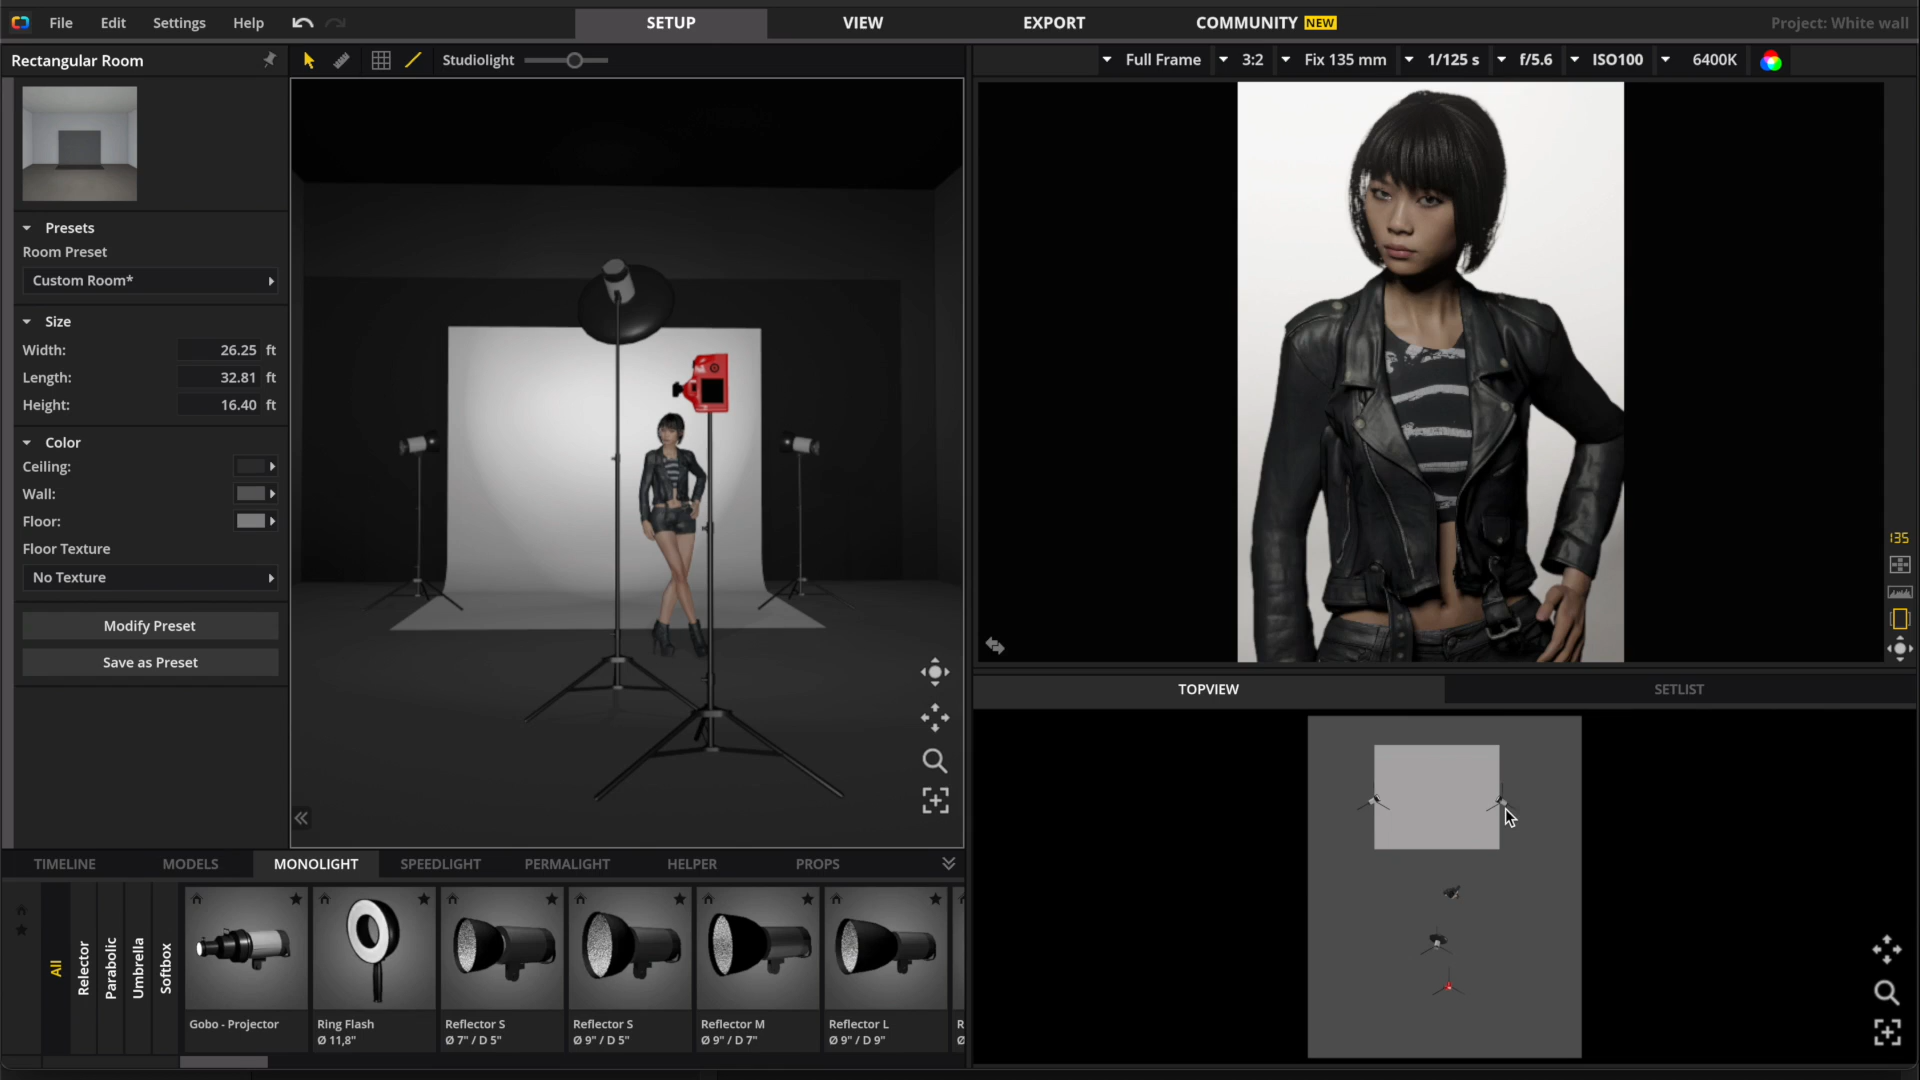 File
Edit
Settings
Help
SETUP
VIEW
EXPORT
COMMUNITY NEW
Project: White wall
Rectangular Room
Studiolight
Full Frame
3:2
Fix 135 mm
1/125 s
f/5.6
ISO100
6400K
Presets
Room Preset
Custom Room*
Size
Width: 26.25 ft
Length: 32.81 ft
Height: 16.40 ft
Color
Ceiling:
Wall:
Floor:
Floor Texture
No Texture
Modify Preset
Save as Preset
135
TOPVIEW
SETLIST
TIMELINE
MODELS
MONOLIGHT
SPEEDLIGHT
PERMALIGHT
HELPER
PROPS
All
Relector
Parabolic
Umbrella
Softbox
Gobo - Projector
Ring Flash
Ø 11,8"
Reflector S
Ø 7" / D 5"
Reflector S
Ø 9" / D 5"
Reflector M
Ø 9" / D 7"
Reflector L
Ø 9" / D 9"
R
Ø